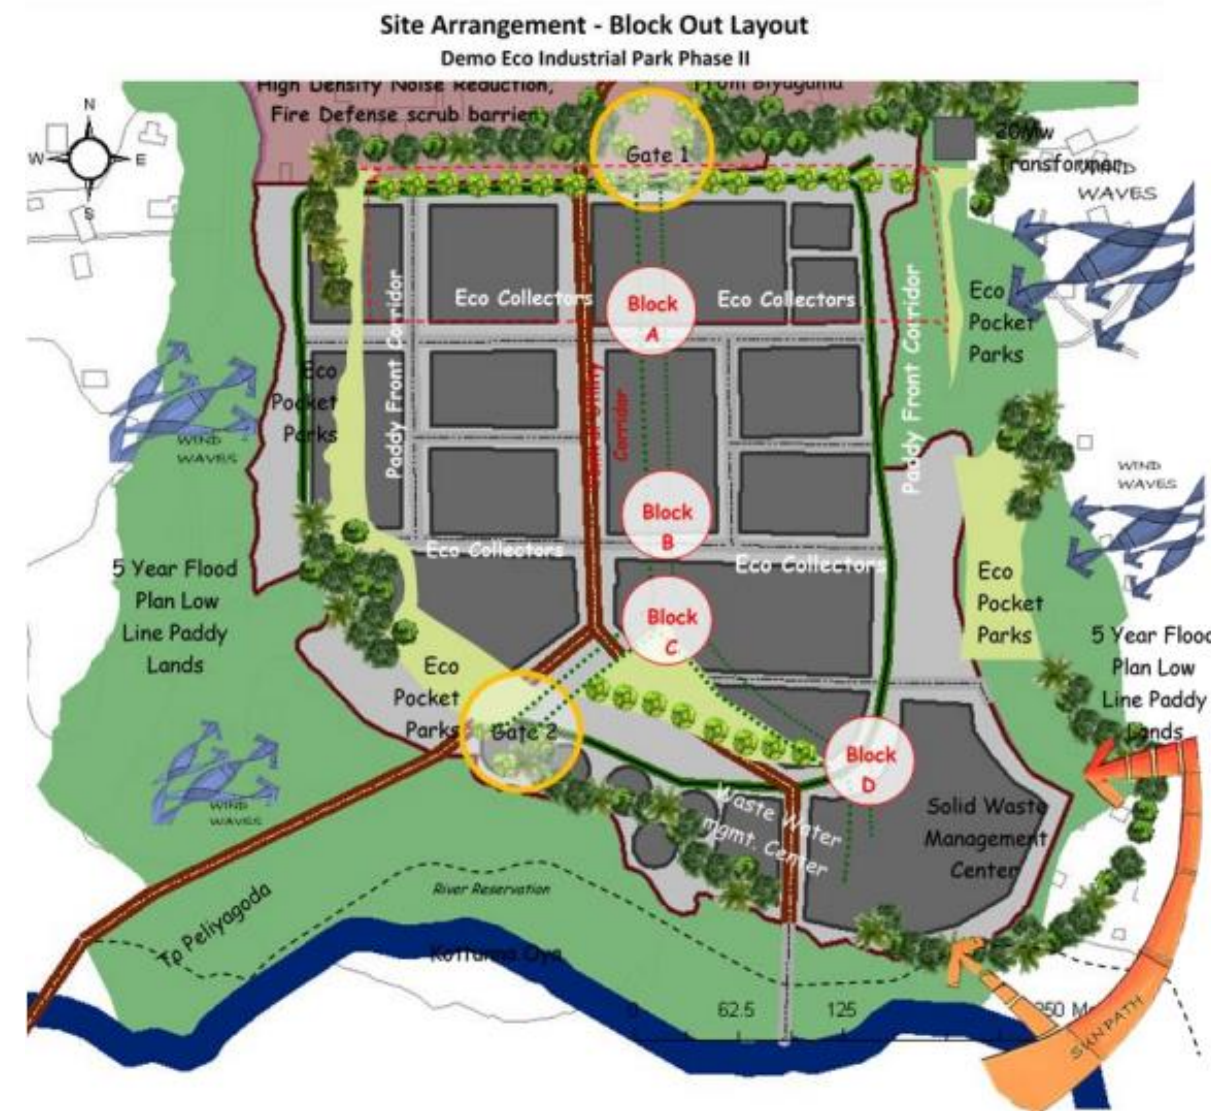 Site Arrangement - Block Out Layout
Demo Eco Industrial Park Phase II
High Density Noise Reduction,
Fire Defense scrub barrier
From Biyagama
N
W
E
S
Gate 1
20Mw
Transformer
WIND
WAVES
Eco Collectors
Block
A
Eco Collectors
Eco
Pocket
Parks
Paddy Front Corridor
Paddy Front Corridor
Eco
Pocket
Parks
Utility
Corridor
WIND
WAVES
WIND
WAVES
Block
B
Eco Collectors
Eco Collectors
5 Year Flood
Plan Low
Line Paddy
Lands
Eco
Pocket
Parks
Block
C
5 Year Flood
Plan Low
Line Paddy
Lands
Eco
Pocket
Parks
Gate 2
Block
D
WIND
WAVES
Waste Water
mgmt. Center
Solid Waste
Management
Center
River Reservation
To Peliyagoda
Oya
0
62.5
125
SUN PATH